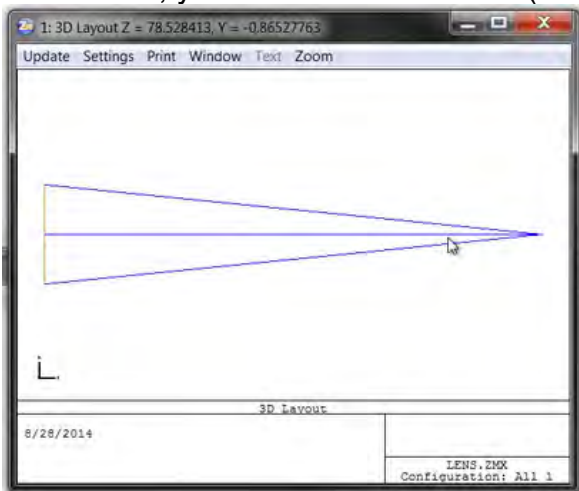 1: 3D Layout Z = 78.528413, Y = -0.86527763
Update Settings Print Window Text Zoom
3D Layout
8/28/2014
LENS.ZMX
Configuration: All 1